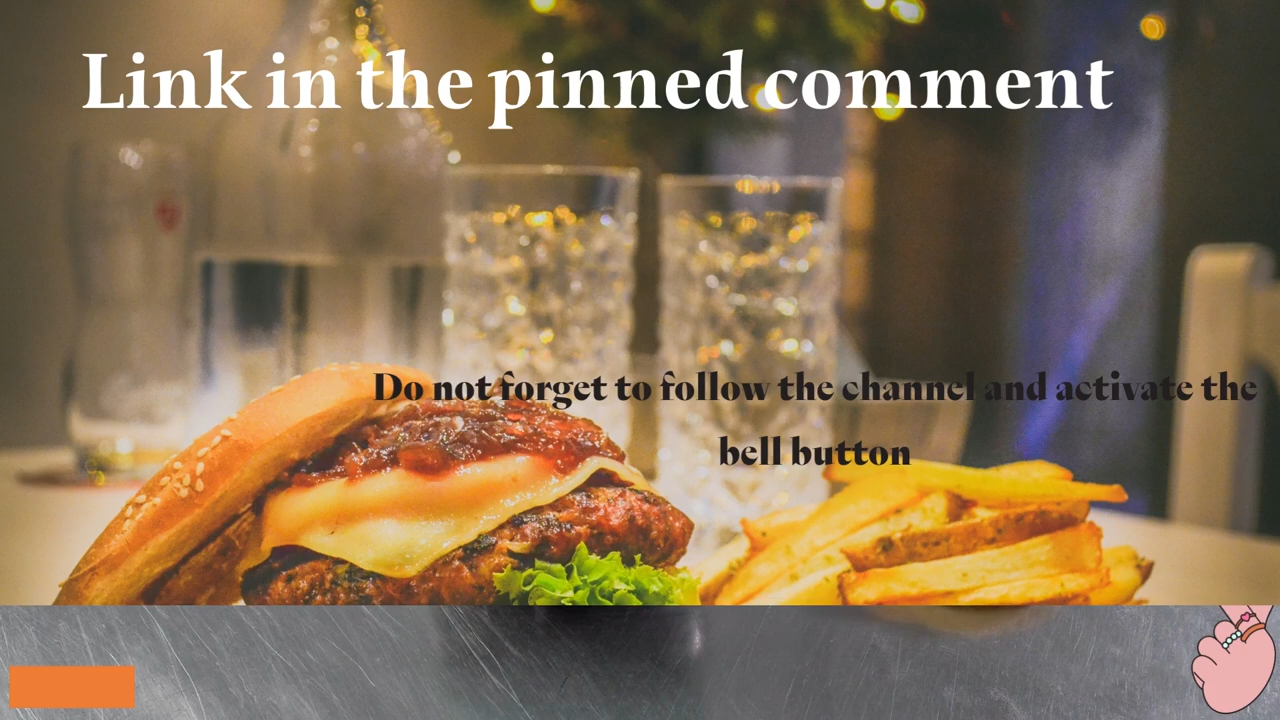 Link in the pinned comment
Do not forget to follow the channel and activate the
bell button